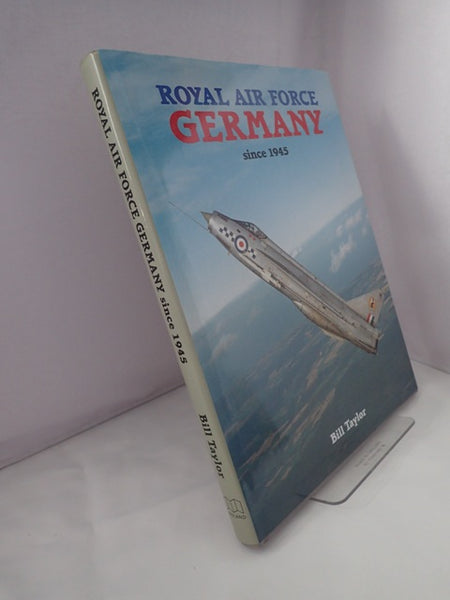 ROYAL AIR FORCE
GERMANY
since 1945
Bill Taylor
ROYAL AIR FORCE GERMANY since 1945
Bill Taylor